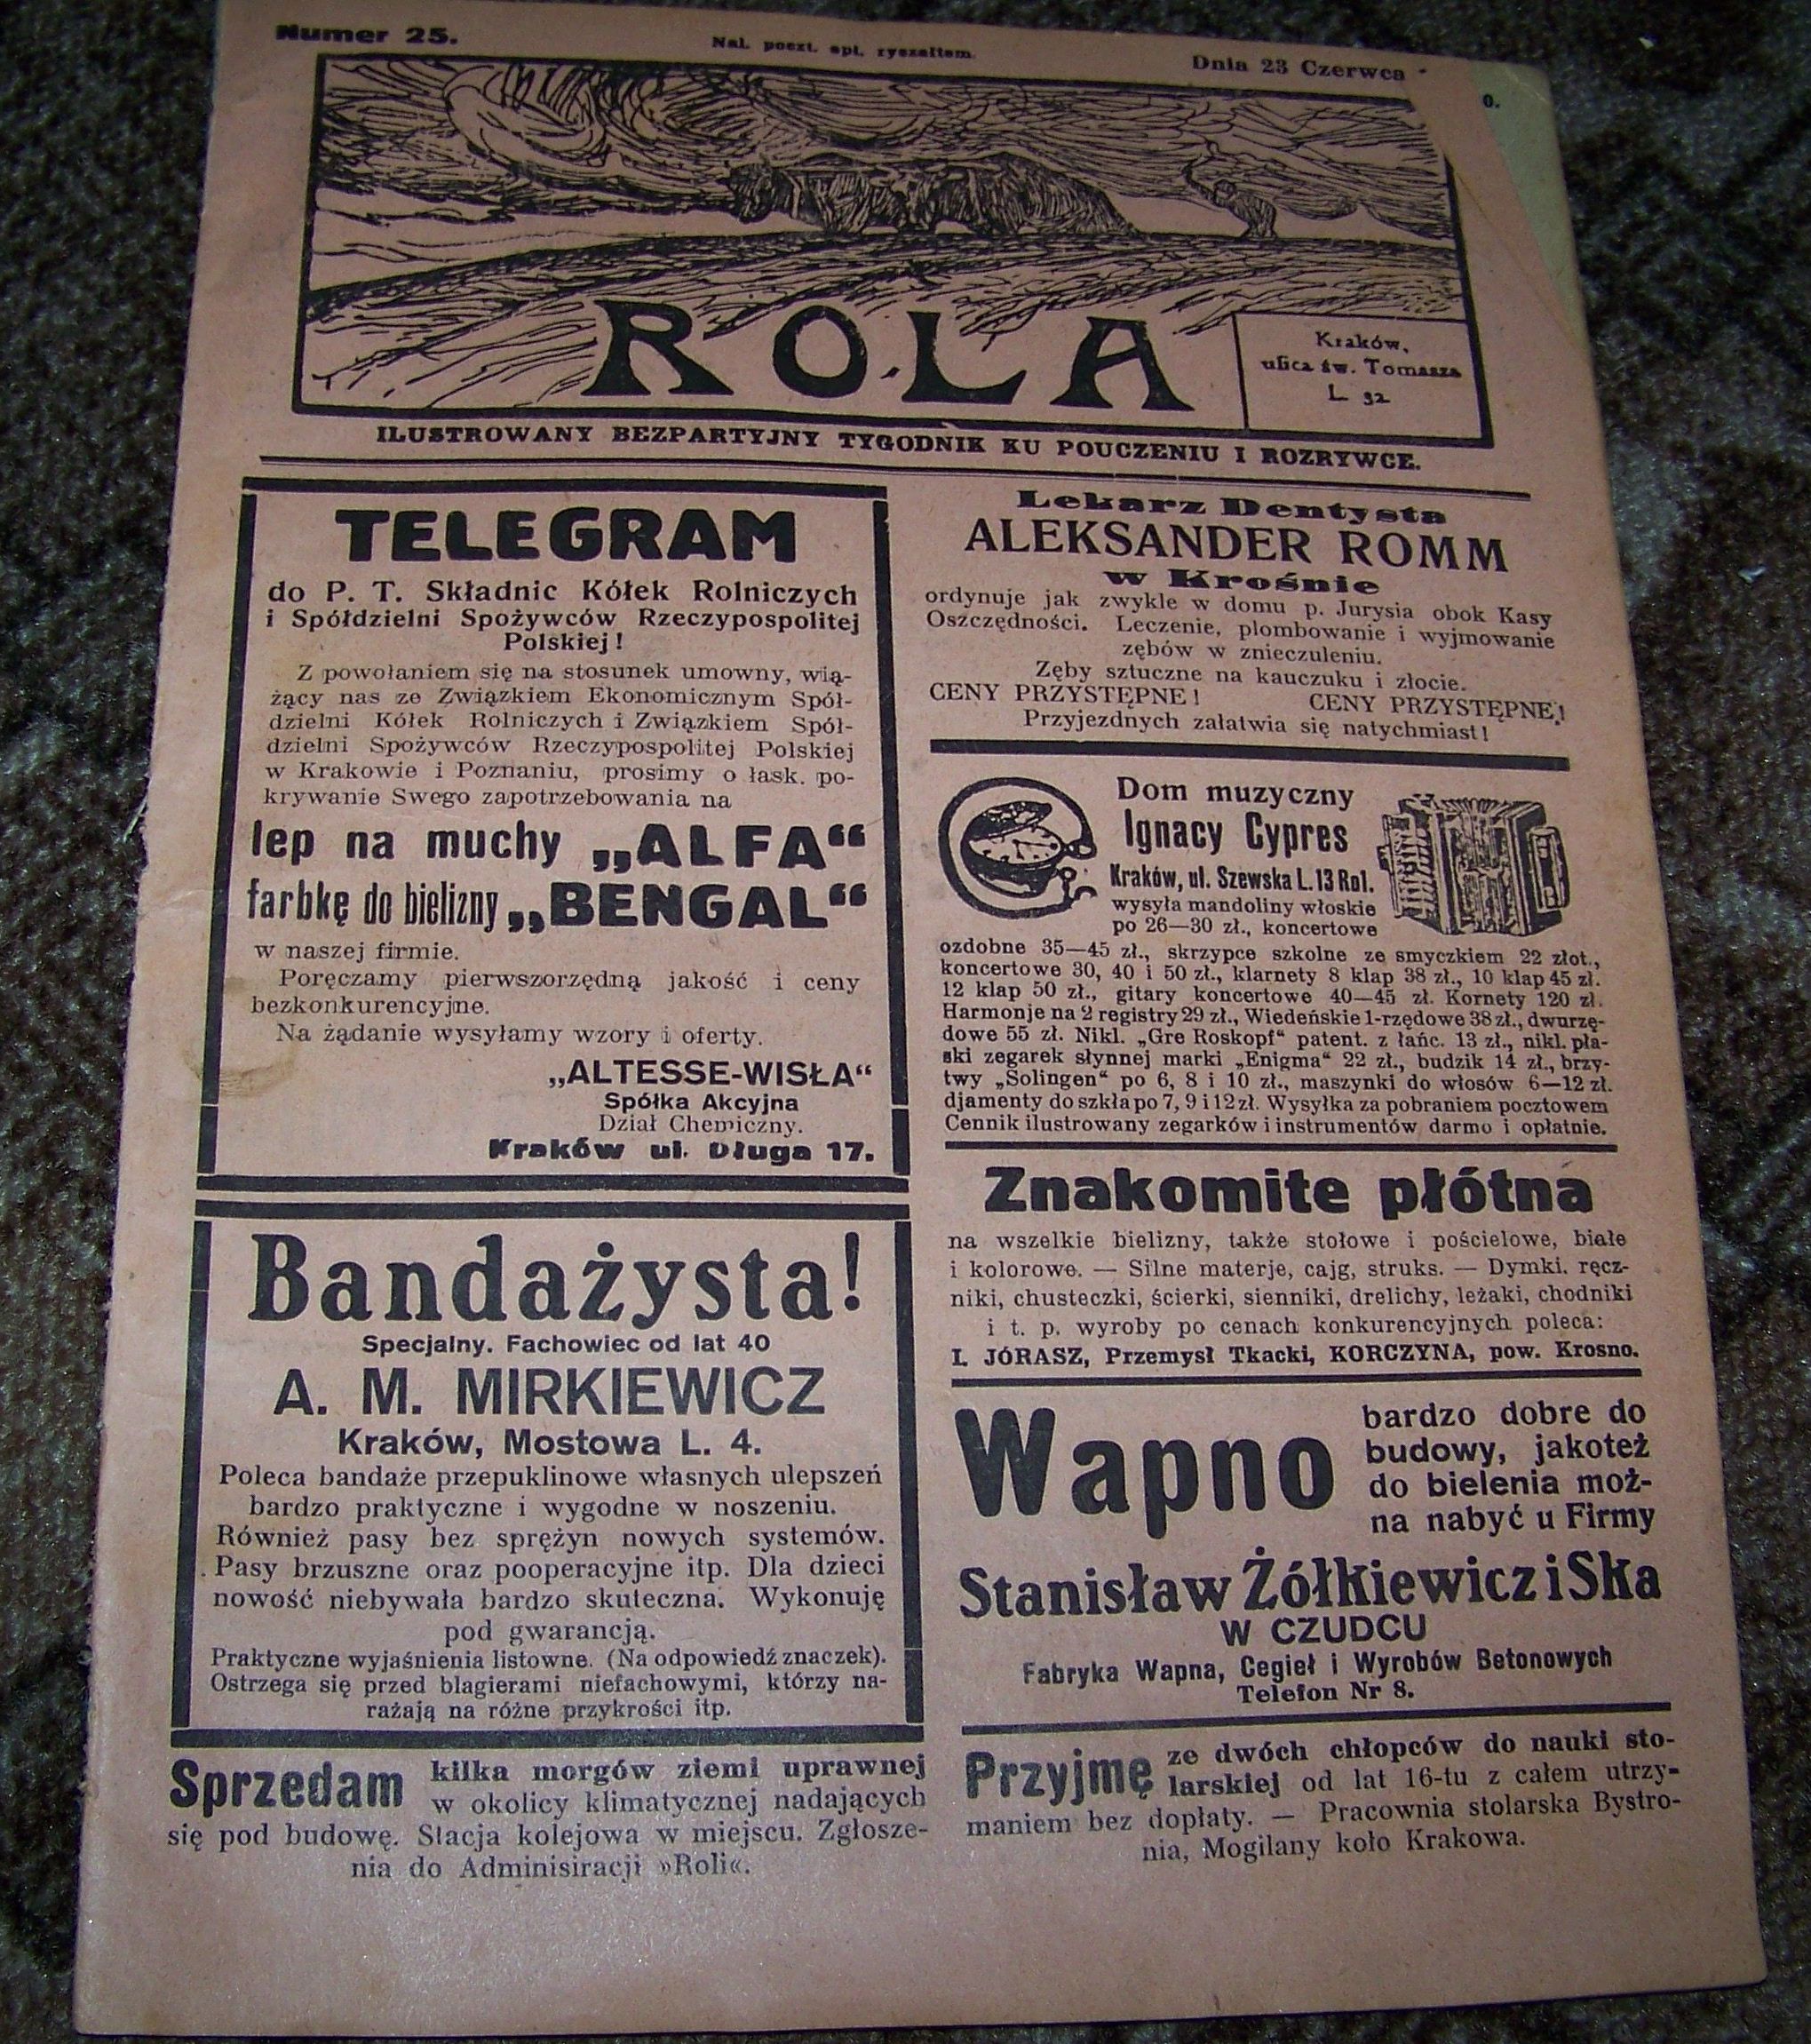 Numer 25.
Nal. poczt. opł. ryczałtem
Dnia 23 Czerwca
0.
ROLA
Kraków,
ulica św. Tomasza
L 32
ILUSTROWANY BEZPARTYJNY TYGODNIK KU POUCZENIU I ROZRYWCE.
TELEGRAM
do P. T. Składnic Kółek Rolniczych
i Spółdzielni Spożywców Rzeczypospolitej
Polskiej!
Z powołaniem się na stosunek umowny, wią-
żący nas ze Związkiem Ekonomicznym Spół-
dzielni Kółek Rolniczych i Związkiem Spół-
dzielni Spożywców Rzeczypospolitej Polskiej
w Krakowie i Poznaniu, prosimy o łask. po-
krywanie Swego zapotrzebowania na
lep na muchy „ALFA“
farbkę do bielizny „BENGAL“
w naszej firmie.
Poręczamy pierwszorzędną jakość i ceny
bezkonkurencyjne.
Na żądanie wysyłamy wzory i oferty.
„ALTESSE-WISŁA“
Spółka Akcyjna
Dział Chemiczny.
Kraków ul. Długa 17.
Bandażysta!
Specjalny. Fachowiec od lat 40
A. M. MIRKIEWICZ
Kraków, Mostowa L. 4.
Poleca bandaże przepuklinowe własnych ulepszeń
bardzo praktyczne i wygodne w noszeniu.
Również pasy bez sprężyn nowych systemów.
Pasy brzuszne oraz pooperacyjne itp. Dla dzieci
nowość niebywała bardzo skuteczna. Wykonuję
pod gwarancją.
Praktyczne wyjaśnienia listowne. (Na odpowiedź znaczek).
Ostrzega się przed blagierami niefachowymi, którzy na-
rażają na różne przykrości itp.
Sprzedam kilka morgów ziemi uprawnej
w okolicy klimatycznej nadających
się pod budowę. Stacja kolejowa w miejscu. Zgłosze-
nia do Adminisiracji »Roli«.
Lekarz Dentysta
ALEKSANDER ROMM
w Krośnie
ordynuje jak zwykle w domu p. Jurysia obok Kasy
Oszczędności. Leczenie, plombowanie i wyjmowanie
zębów w znieczuleniu.
Zęby sztuczne na kauczuku i złocie.
CENY PRZYSTĘPNE! CENY PRZYSTĘPNE!
Przyjezdnych załatwia się natychmiast!
Dom muzyczny
Ignacy Cypres
Kraków, ul. Szewska L. 13 Rol.
wysyła mandoliny włoskie
po 26—30 zł., koncertowe
ozdobne 35—45 zł., skrzypce szkolne ze smyczkiem 22 złot.,
koncertowe 30, 40 i 50 zł., klarnety 8 klap 38 zł., 10 klap 45 zł.
12 klap 50 zł., gitary koncertowe 40—45 zł. Kornety 120 zł.
Harmonje na 2 registry 29 zł., Wiedeńskie 1-rzędowe 38 zł., dwurzę-
dowe 55 zł. Nikl. „Gre Roskopf“ patent. z łańc. 13 zł., nikl. pła-
ski zegarek słynnej marki „Enigma“ 22 zł., budzik 14 zł., brzy-
twy „Solingen“ po 6, 8 i 10 zł., maszynki do włosów 6—12 zł.
djamenty do szkła po 7, 9 i 12 zł. Wysyłka za pobraniem pocztowem
Cennik ilustrowany zegarków i instrumentów darmo i opłatnie.
Znakomite płótna
na wszelkie bielizny, także stołowe i pościelowe, białe
i kolorowe. — Silne materje, cajg, struks. — Dymki. ręcz-
niki, chusteczki, ścierki, sienniki, drelichy, leżaki, chodniki
i t. p. wyroby po cenach konkurencyjnych poleca:
I. JÓRASZ, Przemysł Tkacki, KORCZYNA, pow. Krosno.
Wapno bardzo dobre do
budowy, jakoteż
do bielenia moż-
na nabyć u Firmy
Stanisław Żółkiewicz i Ska
W CZUDCU
Fabryka Wapna, Cegieł i Wyrobów Betonowych
Telefon Nr 8.
Przyjmę ze dwóch chłopców do nauki sto-
larskiej od lat 16-tu z całem utrzy-
maniem bez dopłaty. — Pracownia stolarska Bystro-
nia, Mogilany koło Krakowa.